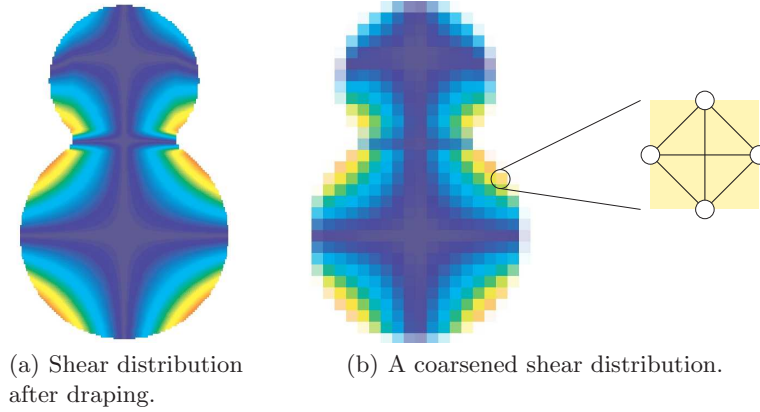 (a) Shear distribution
after draping.
(b) A coarsened shear distribution.